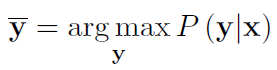 y̅ = arg max P (y|x)
y